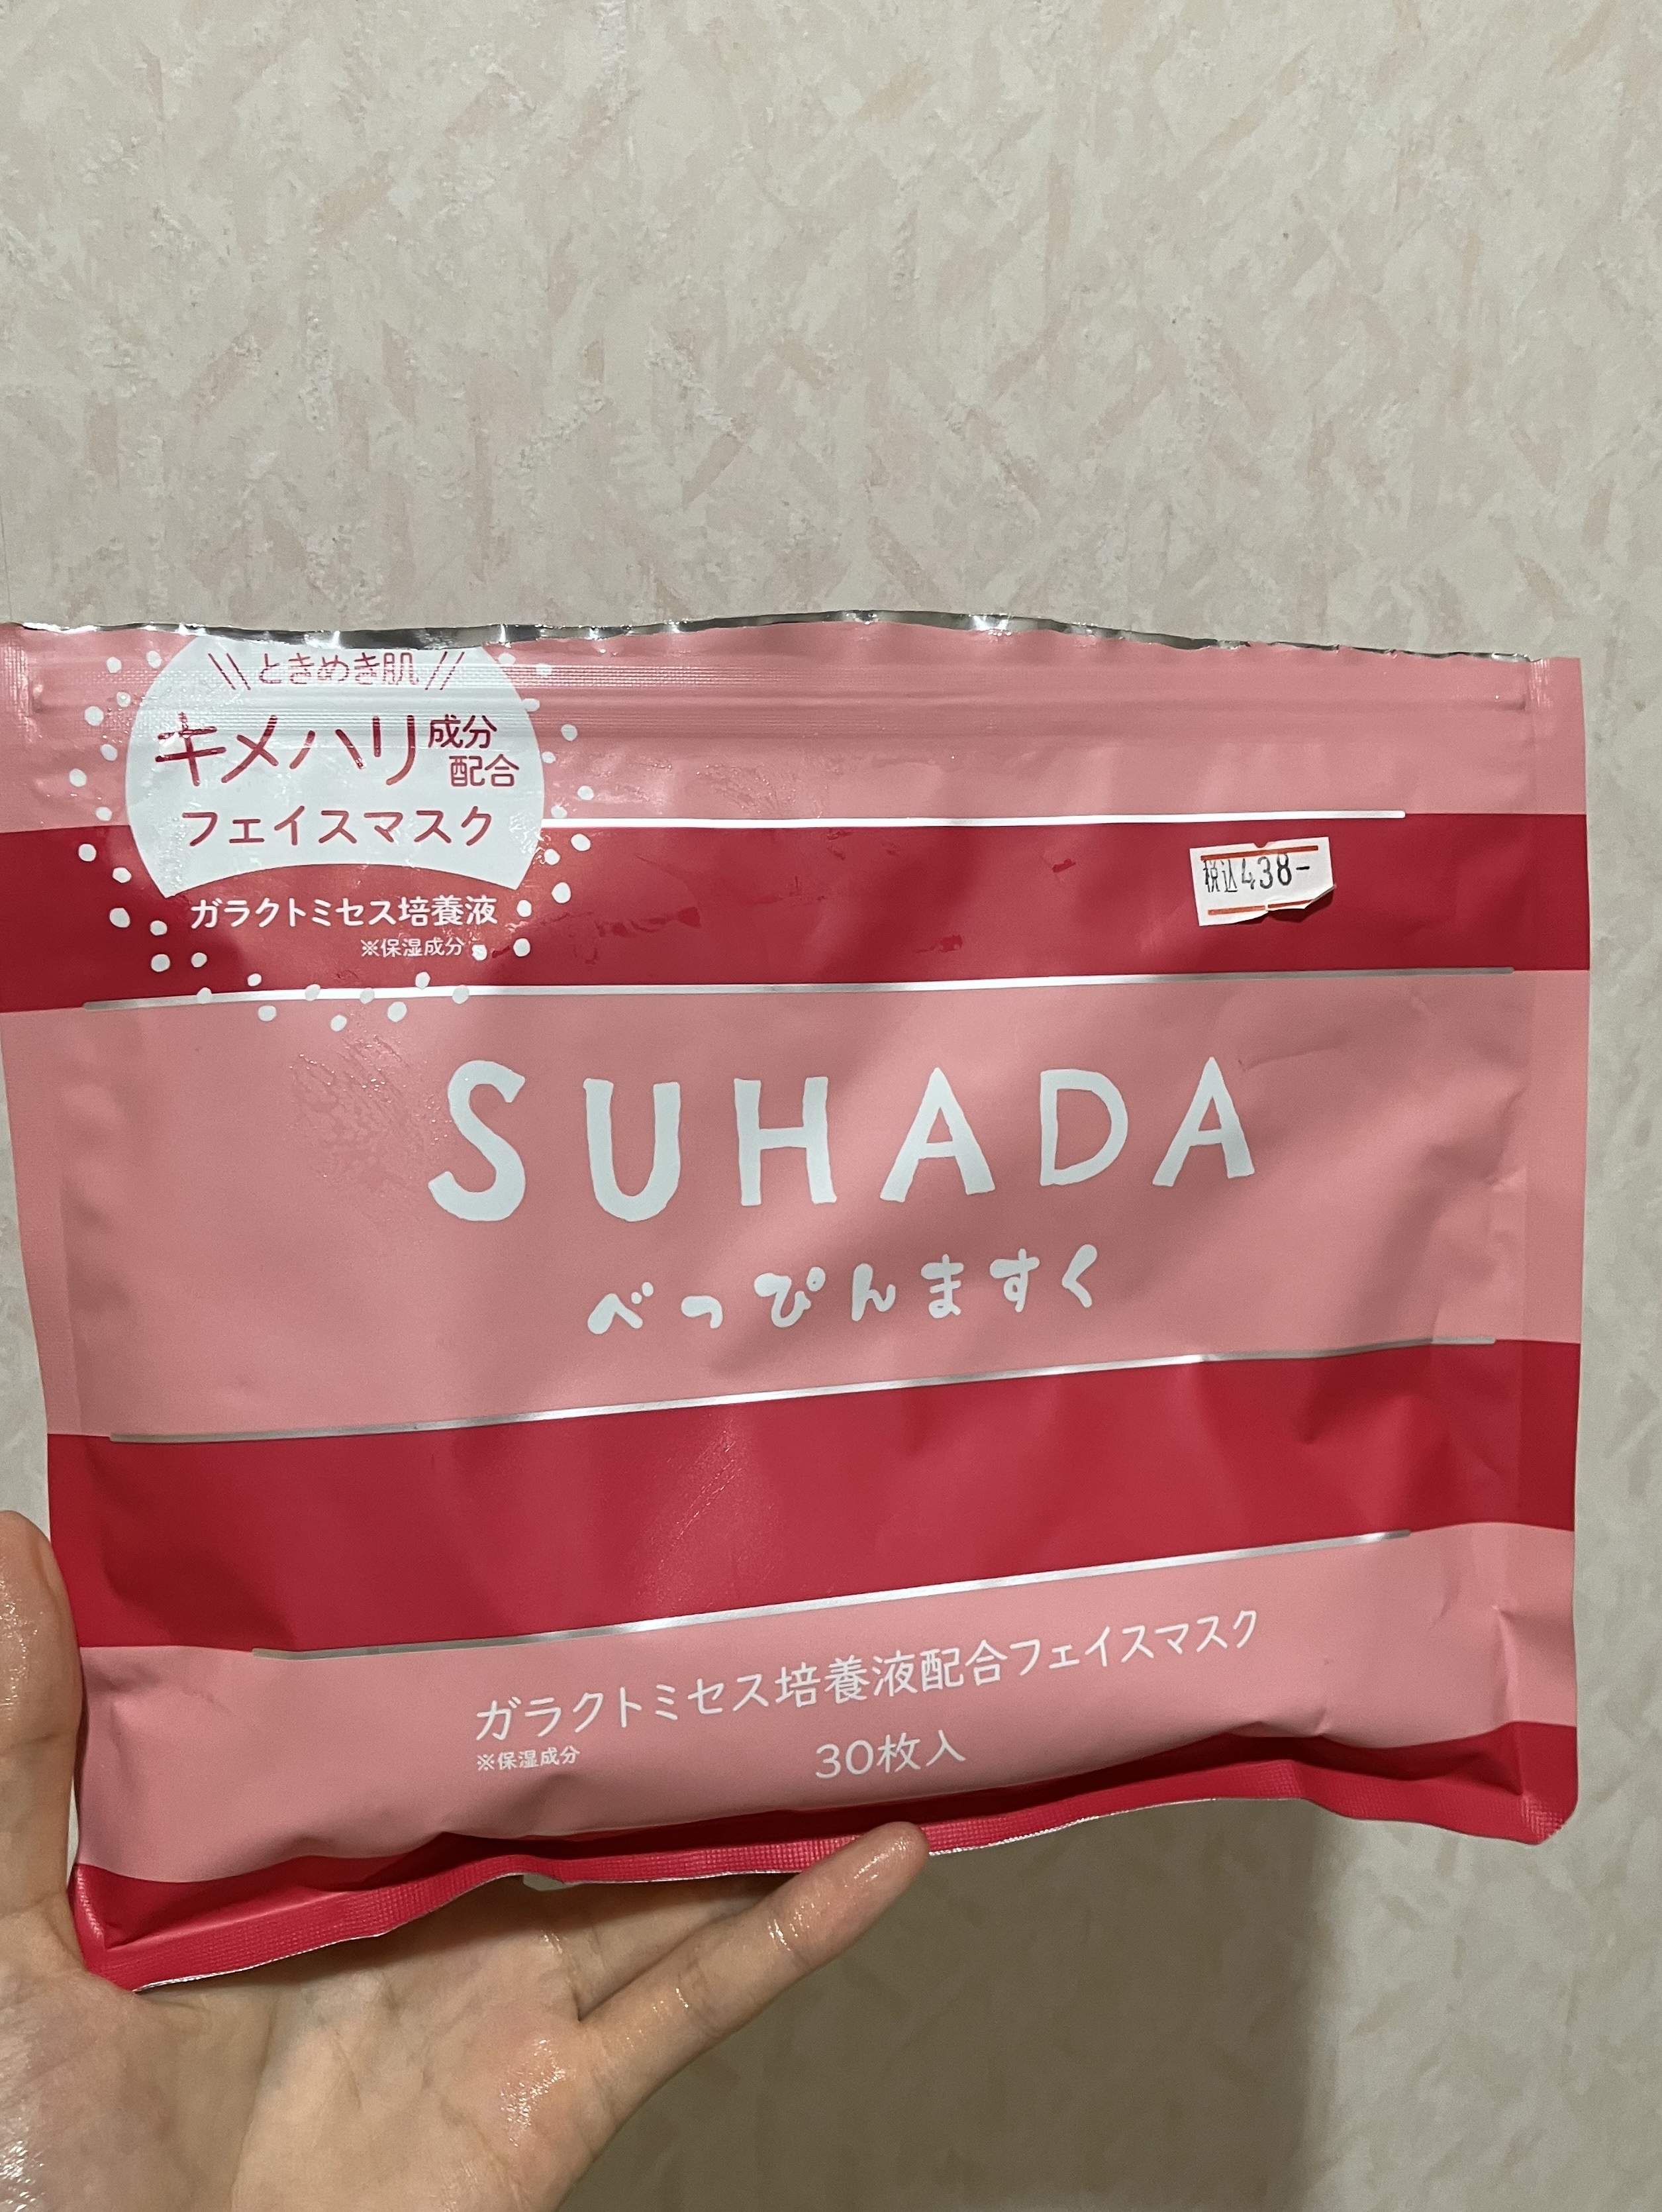 \\ときめき肌//
キメハリ成分配合
フェイスマスク
ガラクトミセス培養液
※保湿成分
税込438-
SUHADA
べっぴんますく
ガラクトミセス培養液配合フェイスマスク
※保湿成分
30枚入